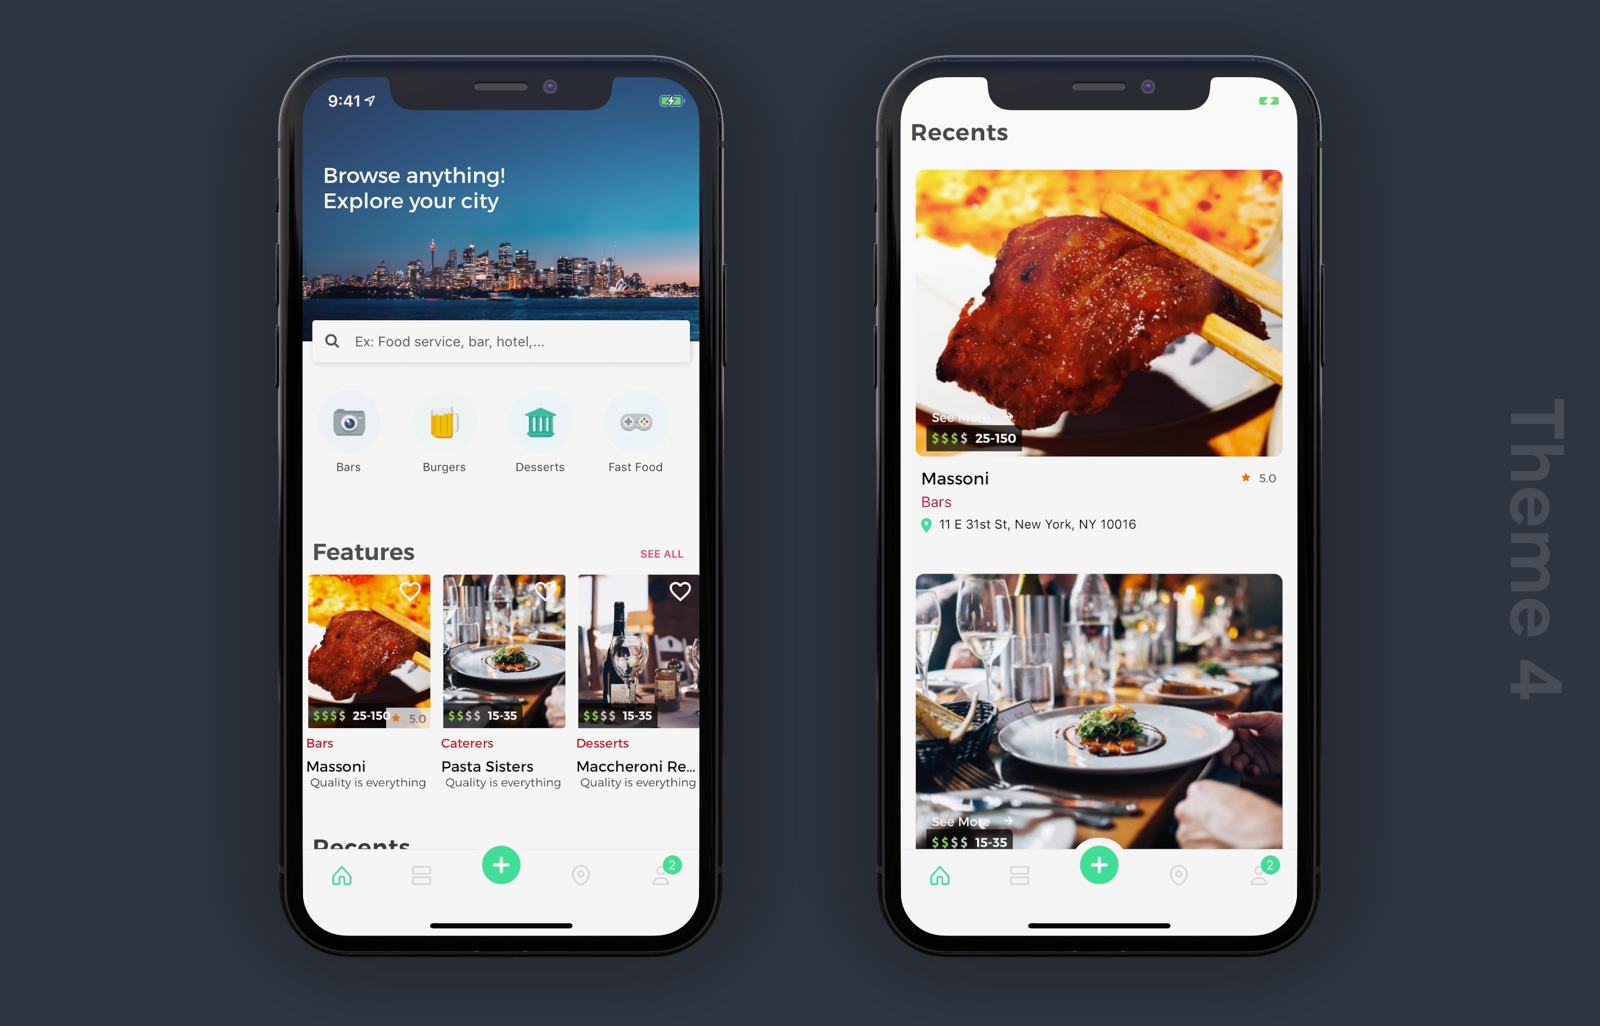 9:41
Browse anything!
Explore your city
Ex: Food service, bar, hotel,...
Bars
Burgers
Desserts
Fast Food
Features
SEE ALL
$$$$ 25-150
5.0
$$$$ 15-35
$$$$ 15-35
Bars
Caterers
Desserts
Massoni
Pasta Sisters
Maccheroni Re...
Quality is everything
Quality is everything
Quality is everything
Recents
2
Recents
See More
$$$$ 25-150
Massoni
5.0
Bars
11 E 31st St, New York, NY 10016
See More
$$$$ 15-35
2
Theme 4